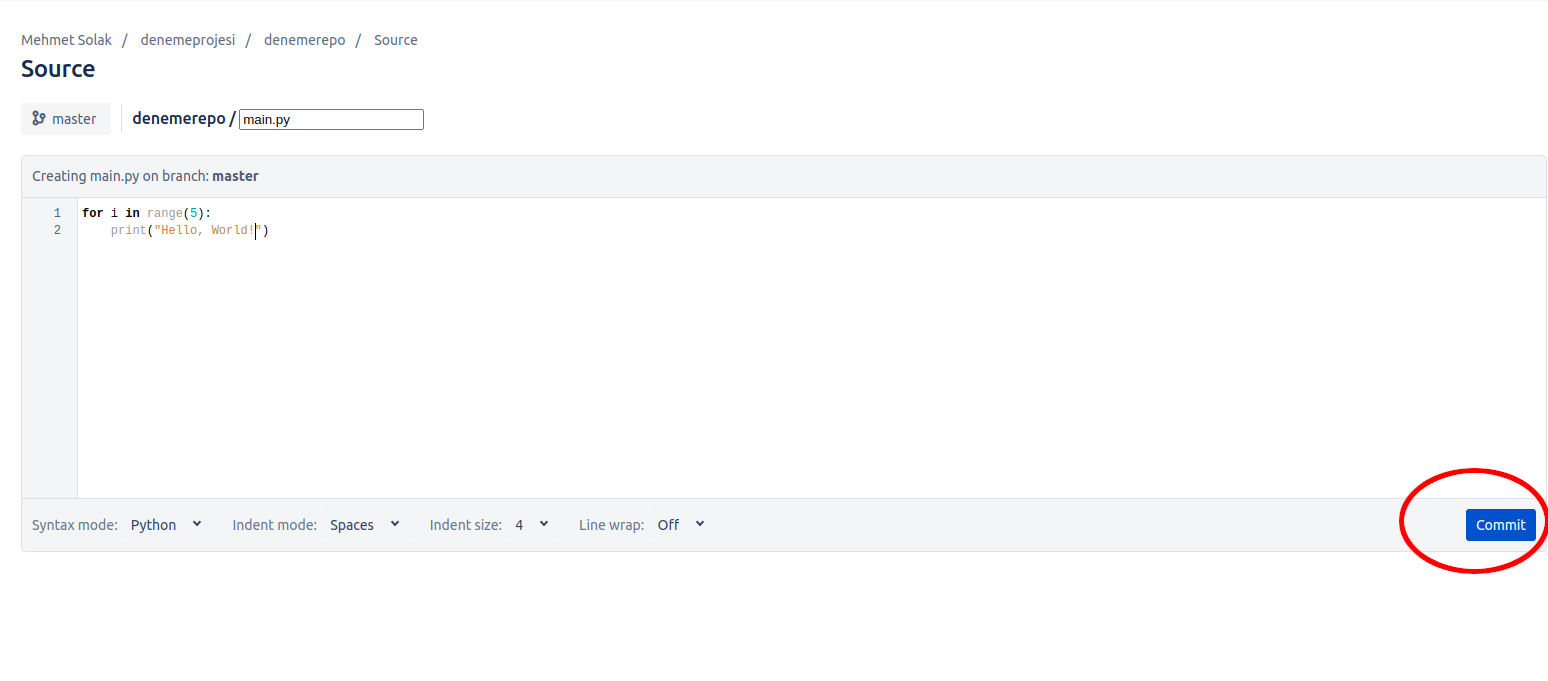 Mehmet Solak / denemeprojesi / denemerepo / Source
Source
master denemerepo / main.py
Creating main.py on branch: master
1 for i in range(5):
2     print("Hello, World!")
Syntax mode: Python Indent mode: Spaces Indent size: 4 Line wrap: Off Commit